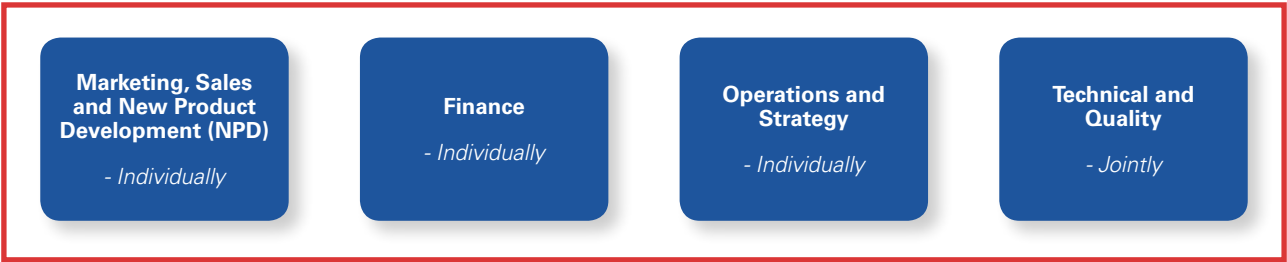 Marketing, Sales
and New Product
Development (NPD)
- Individually
Finance
- Individually
Operations and
Strategy
- Individually
Technical and
Quality
- Jointly